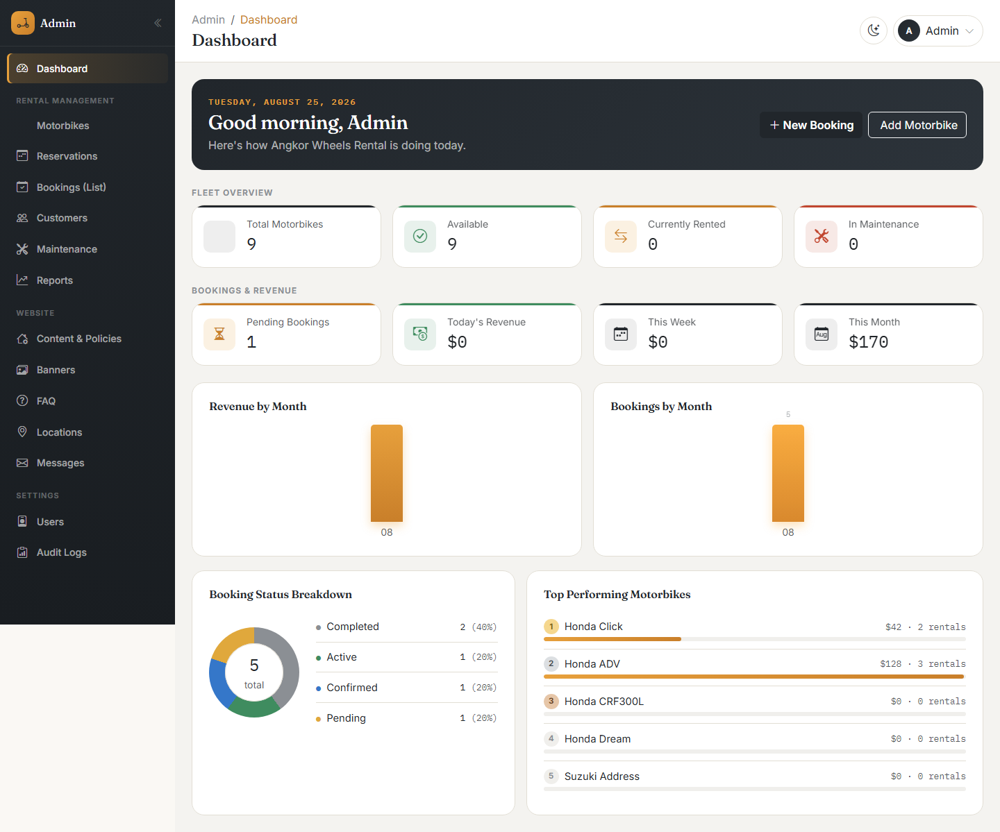 Admin
Dashboard
RENTAL MANAGEMENT
Motorbikes
Reservations
Bookings (List)
Customers
Maintenance
Reports
WEBSITE
Content & Policies
Banners
FAQ
Locations
Messages
SETTINGS
Users
Audit Logs
Admin / Dashboard
Dashboard
A Admin
TUESDAY, AUGUST 25, 2026
Good morning, Admin
Here's how Angkor Wheels Rental is doing today.
New Booking
Add Motorbike
FLEET OVERVIEW
Total Motorbikes
9
Available
9
Currently Rented
0
In Maintenance
0
BOOKINGS & REVENUE
Pending Bookings
1
Today's Revenue
$0
This Week
$0
Aug
This Month
$170
Revenue by Month
08
Bookings by Month
5
08
Booking Status Breakdown
5
total
Completed 2 (40%)
Active 1 (20%)
Confirmed 1 (20%)
Pending 1 (20%)
Top Performing Motorbikes
1 Honda Click $42 · 2 rentals
2 Honda ADV $128 · 3 rentals
3 Honda CRF300L $0 · 0 rentals
4 Honda Dream $0 · 0 rentals
5 Suzuki Address $0 · 0 rentals